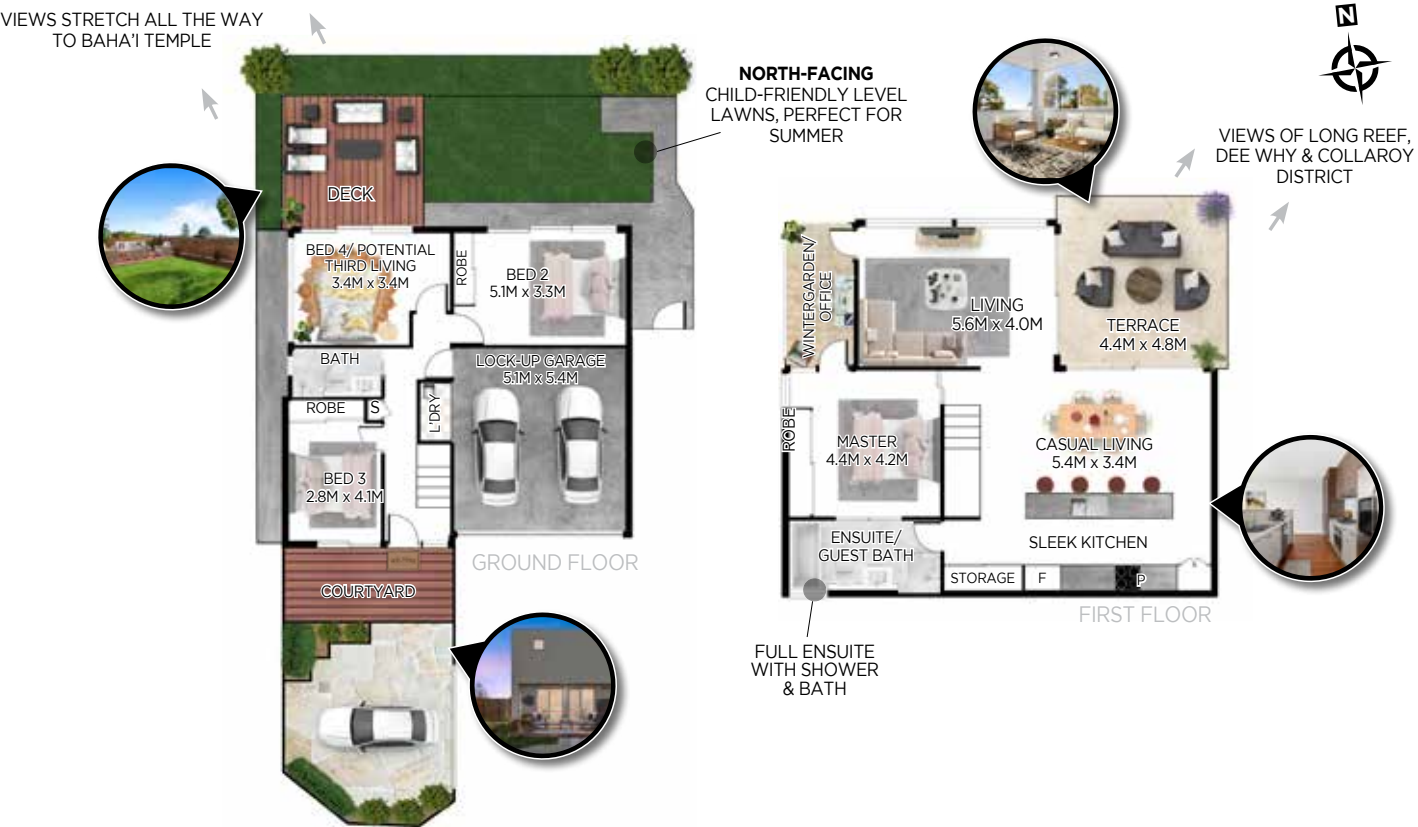 VIEWS STRETCH ALL THE WAY
TO BAHA'I TEMPLE
NORTH-FACING
CHILD-FRIENDLY LEVEL
LAWNS, PERFECT FOR
SUMMER
N
VIEWS OF LONG REEF,
DEE WHY & COLLAROY
DISTRICT
DECK
BED 4/ POTENTIAL
THIRD LIVING
3.4M x 3.4M
ROBE
BED 2
5.1M x 3.3M
BATH
LOCK-UP GARAGE
5.1M x 5.4M
ROBE
S
L'DRY
BED 3
2.8M x 4.1M
GROUND FLOOR
COURTYARD
WINTERGARDEN/
OFFICE
LIVING
5.6M x 4.0M
TERRACE
4.4M x 4.8M
ROBE
MASTER
4.4M x 4.2M
CASUAL LIVING
5.4M x 3.4M
ENSUITE/
GUEST BATH
SLEEK KITCHEN
STORAGE
F
P
FIRST FLOOR
FULL ENSUITE
WITH SHOWER
& BATH